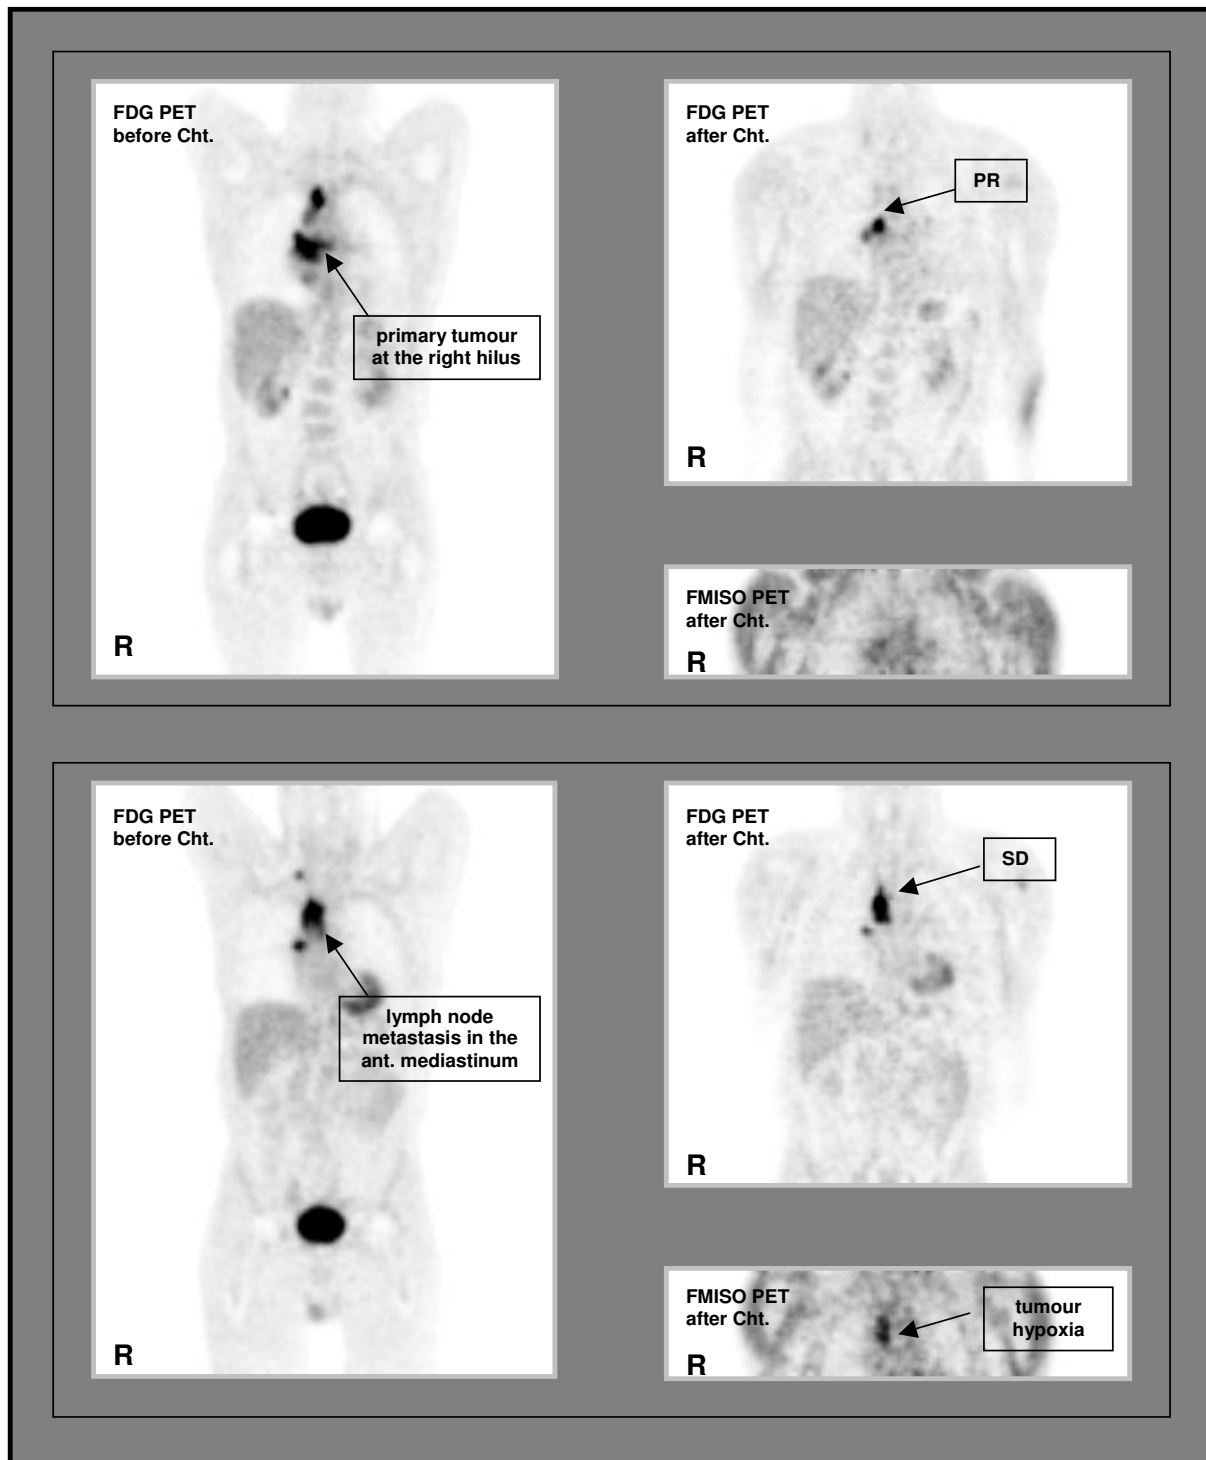 FDG PET
before Cht.
primary tumour
at the right hilus
R
FDG PET
after Cht.
PR
R
FMISO PET
after Cht.
R
FDG PET
before Cht.
lymph node
metastasis in the
ant. mediastinum
R
FDG PET
after Cht.
SD
R
FMISO PET
after Cht.
tumour
hypoxia
R